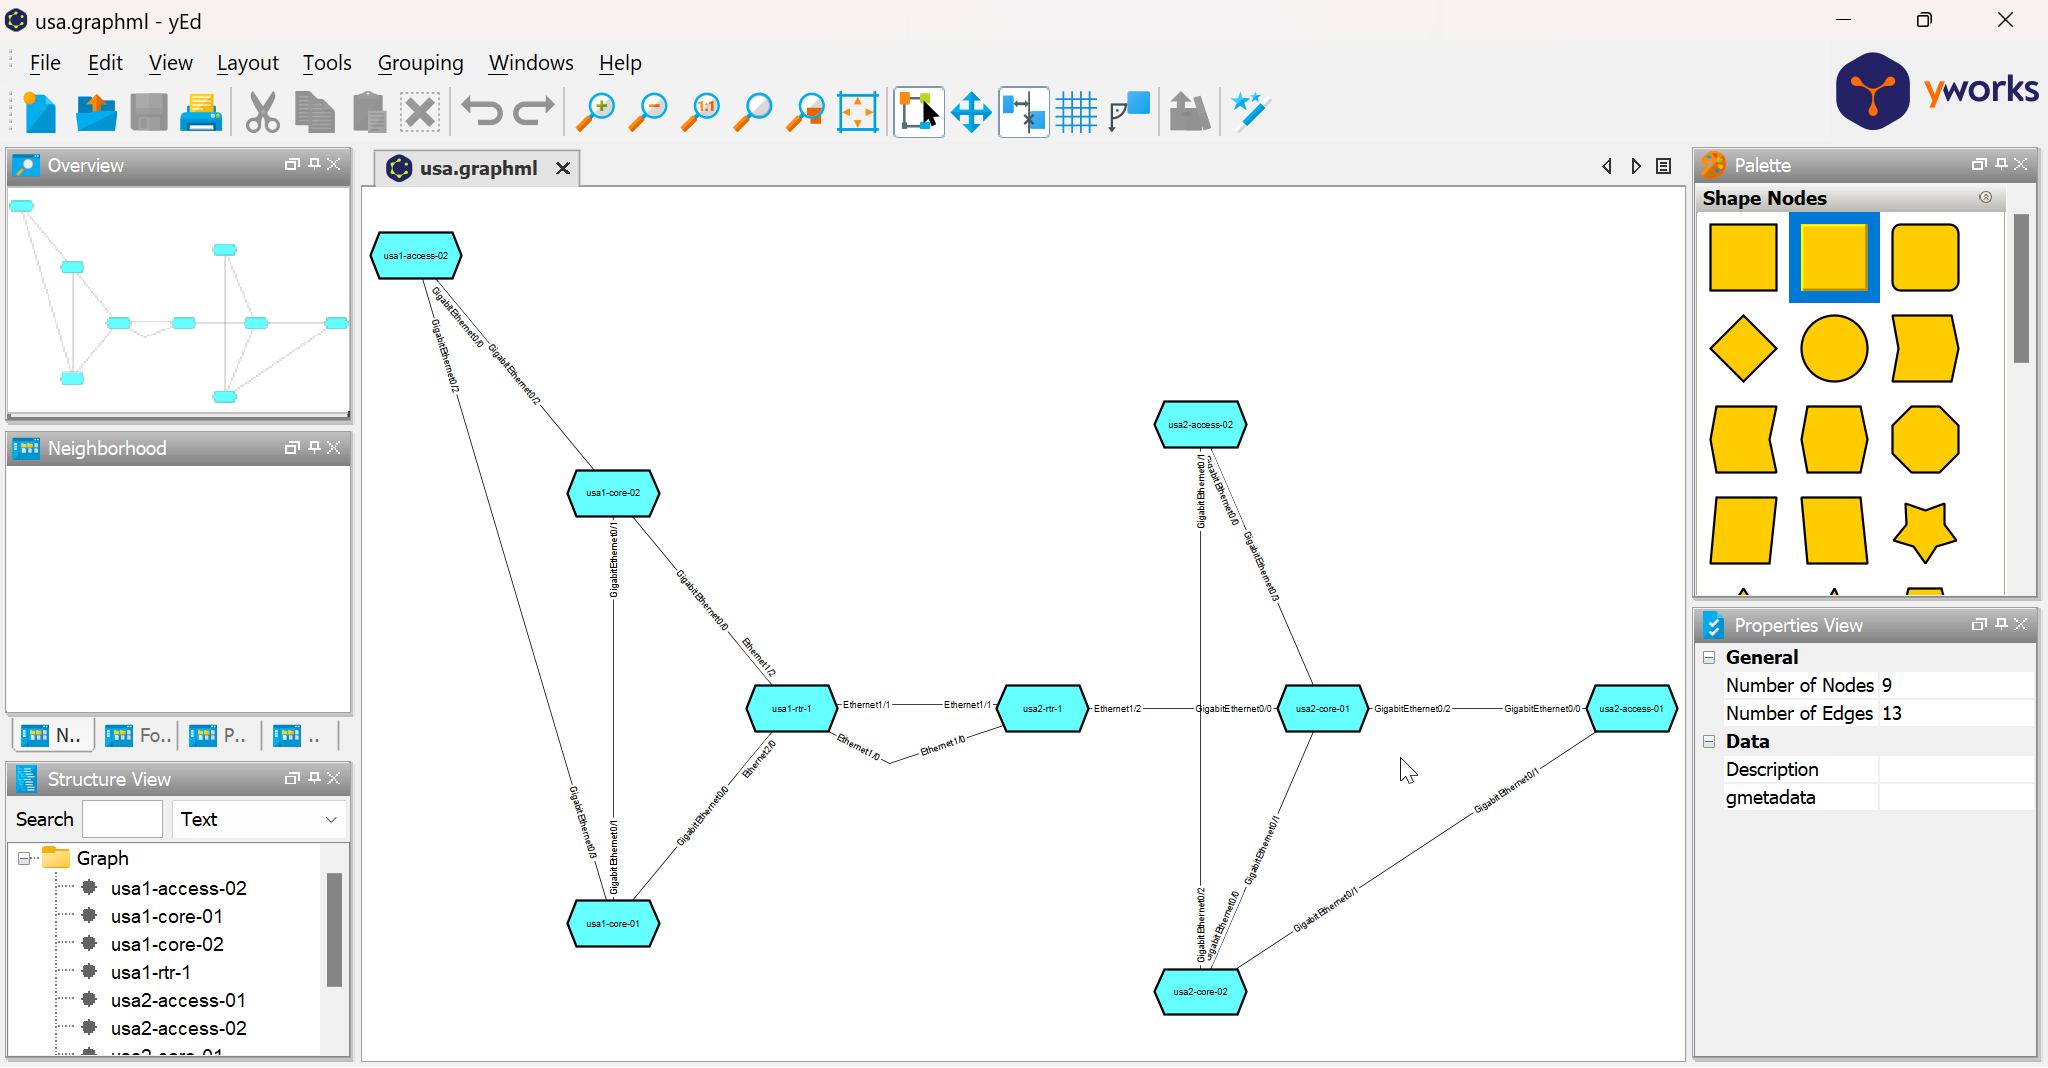 usa.graphml - yEd
File Edit View Layout Tools Grouping Windows Help
1:1
yworks
Overview
usa.graphml
Palette
Shape Nodes
usa1-access-02
GigabitEthernet0/0
GigabitEthernet0/2
GigabitEthernet0/2
usa2-access-02
Neighborhood
GigabitEthernet0/1
GigabitEthernet0/0
usa1-core-02
GigabitEthernet0/1
GigabitEthernet0/3
GigabitEthernet0/0
Ethernet1/2
Properties View
General
Number of Nodes 9
Number of Edges 13
Data
Description
gmetadata
usa1-rtr-1
Ethernet1/1
Ethernet1/1
usa2-rtr-1
Ethernet1/2
GigabitEthernet0/0
usa2-core-01
GigabitEthernet0/2
GigabitEthernet0/0
usa2-access-01
Ethernet1/0
Ethernet1/0
Ethernet2/0
GigabitEthernet0/0
GigabitEthernet0/3
GigabitEthernet0/1
GigabitEthernet0/1
GigabitEthernet0/1
GigabitEthernet0/1
GigabitEthernet0/2
GigabitEthernet0/0
usa1-core-01
usa2-core-02
N..
Fo..
P..
..
Structure View
Search
Text
Graph
usa1-access-02
usa1-core-01
usa1-core-02
usa1-rtr-1
usa2-access-01
usa2-access-02
usa2-core-01